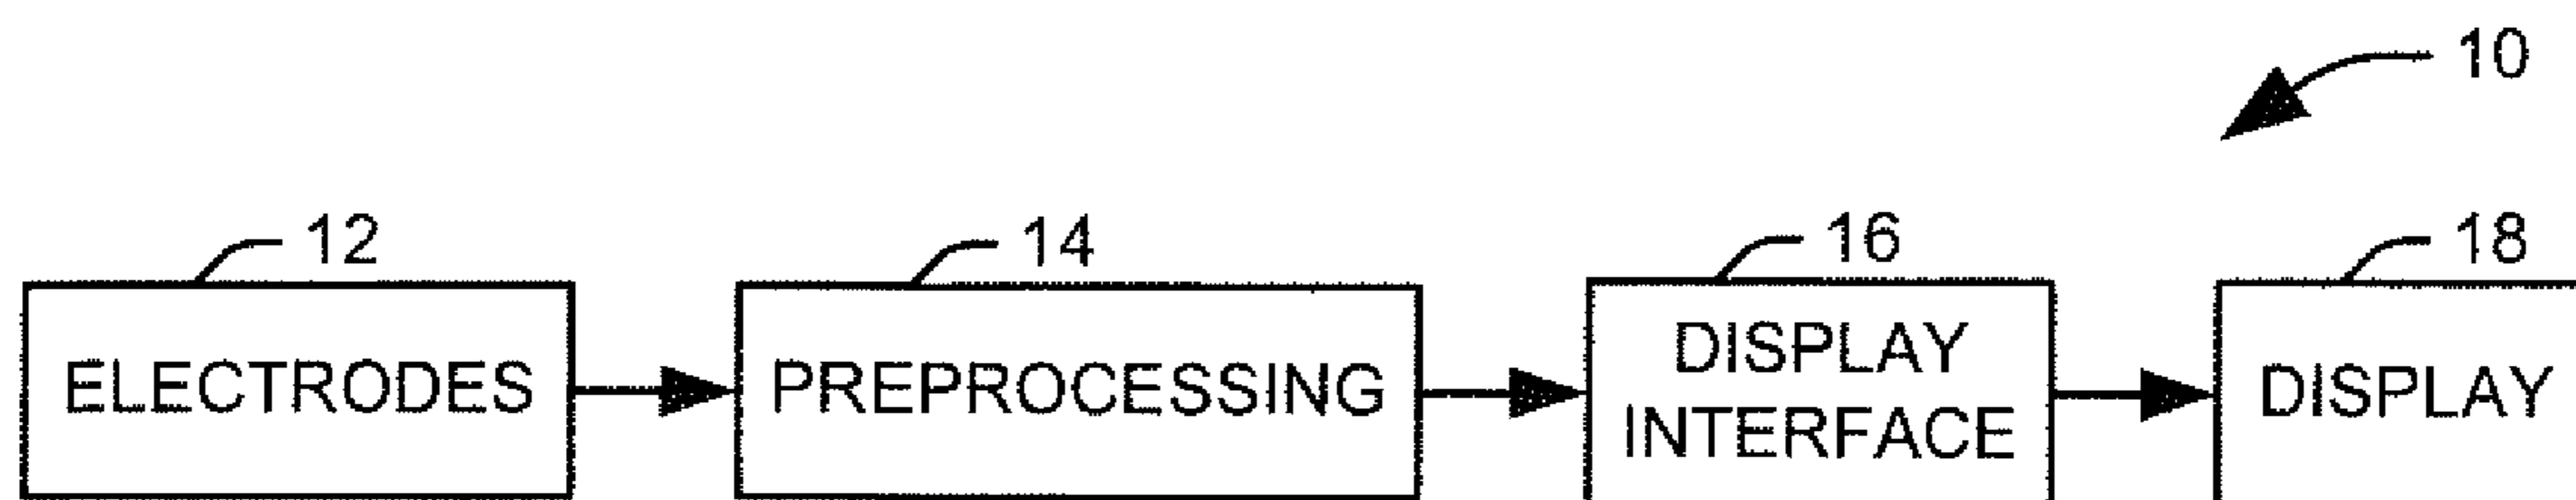 10
12
14
16
18
ELECTRODES
PREPROCESSING
DISPLAY
INTERFACE
DISPLAY